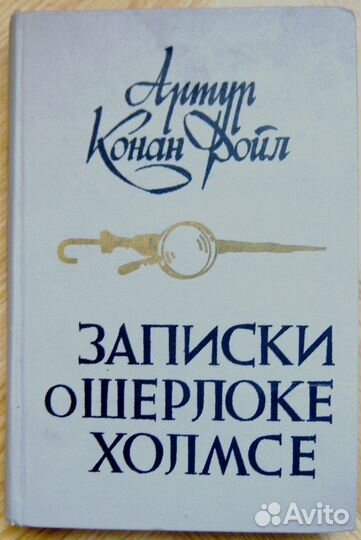 Артур
Конан Дойл
ЗАПИСКИ
О ШЕРЛОКЕ
ХОЛМСЕ
Avito